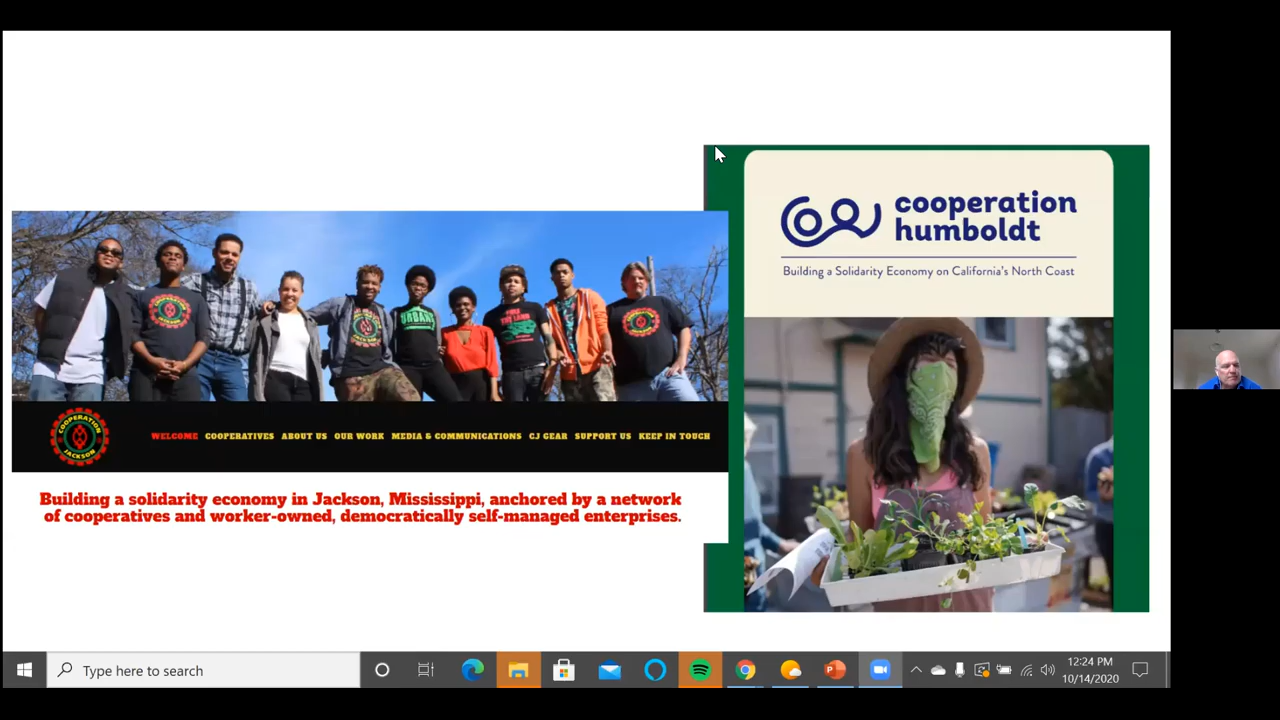 COOPERATION
JACKSON
WELCOME COOPERATIVES ABOUT US OUR WORK MEDIA & COMMUNICATIONS CJ GEAR SUPPORT US KEEP IN TOUCH
Building a solidarity economy in Jackson, Mississippi, anchored by a network
of cooperatives and worker-owned, democratically self-managed enterprises.
cooperation
humboldt
Building a Solidarity Economy on California's North Coast
Type here to search
12:24 PM
10/14/2020